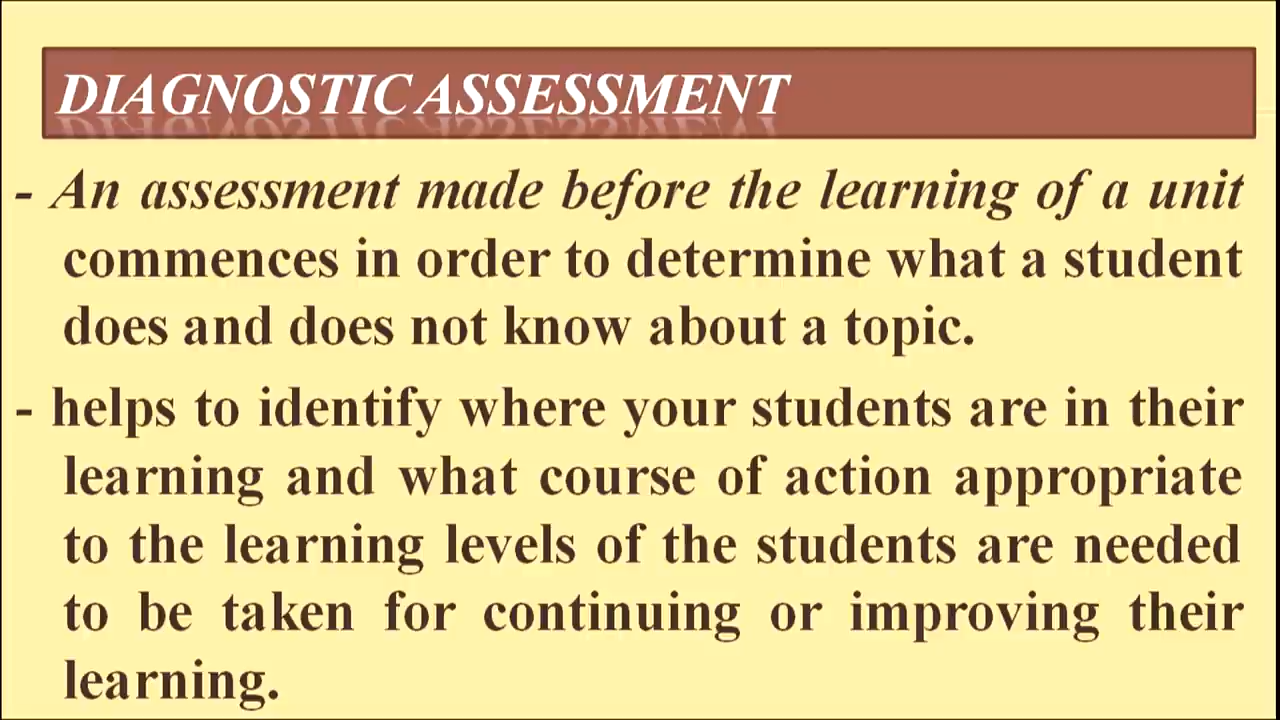 DIAGNOSTIC ASSESSMENT
- An assessment made before the learning of a unit
commences in order to determine what a student
does and does not know about a topic.
- helps to identify where your students are in their
learning and what course of action appropriate
to the learning levels of the students are needed
to be taken for continuing or improving their
learning.